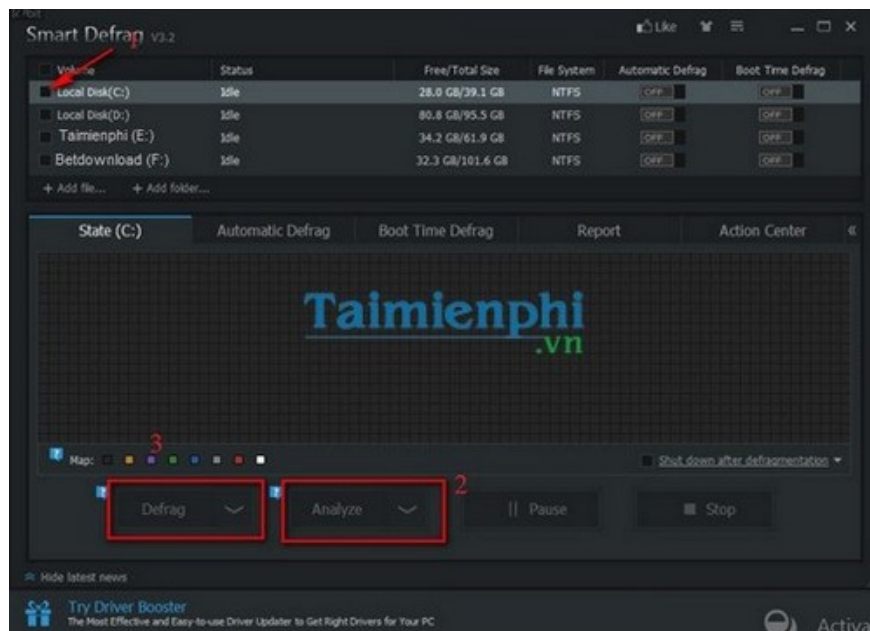 Smart Defrag v3.2
Like
1
Volume Status Free/Total Size File System Automatic Defrag Boot Time Defrag
Local Disk(C:) Idle 28.0 GB/39.1 GB NTFS OFF OFF
Local Disk(D:) Idle 80.8 GB/95.5 GB NTFS OFF OFF
Taimienphi (E:) Idle 34.2 GB/61.9 GB NTFS OFF OFF
Betdownload (F:) Idle 32.3 GB/101.6 GB NTFS OFF OFF
+ Add file... + Add folder...
State (C:) Automatic Defrag Boot Time Defrag Report Action Center «
Taimienphi
.vn
3
? Map: Shut down after defragmentation
2
? Defrag ? Analyze || Pause Stop
Hide latest news
Try Driver Booster
The Most Effective and Easy-to-use Driver Updater to Get Right Drivers for Your PC